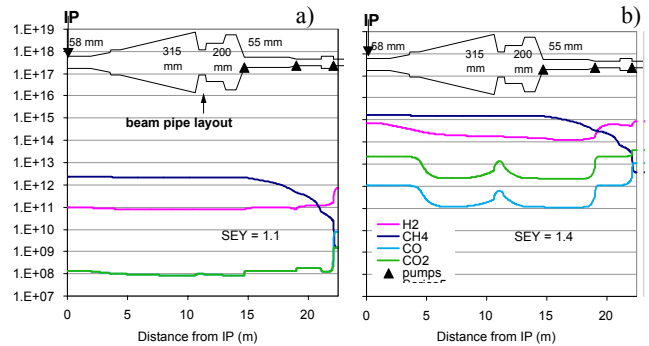 IP
a)
1.E+19
1.E+18
1.E+17
1.E+16
1.E+15
1.E+14
1.E+13
1.E+12
1.E+11
1.E+10
1.E+09
1.E+08
1.E+07
58 mm
315
mm
200
mm
55 mm
beam pipe layout
SEY = 1.1
0 5 10 15 20
Distance from IP (m)
IP
b)
58 mm
315
mm
200
mm
55 mm
H2
CH4
CO
CO2
pumps
SEY = 1.4
0 5 10 15 20
Distance from IP (m)